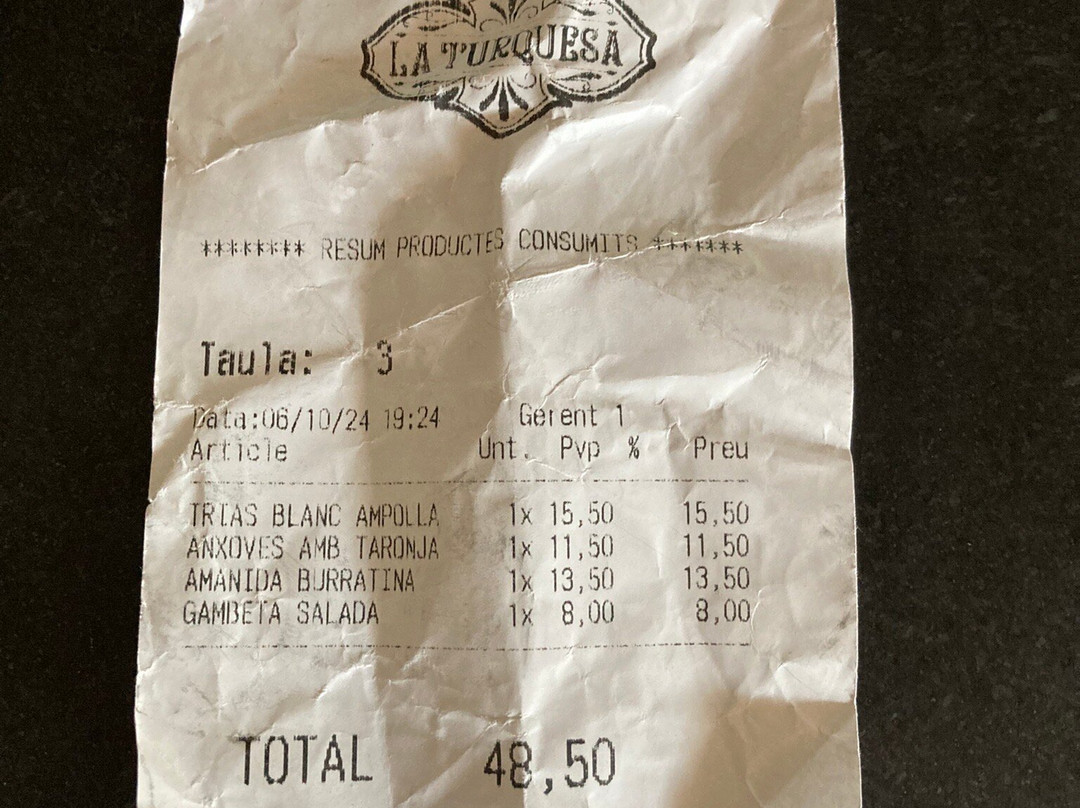 LA TURQUESA
******** RESUM PRODUCTES CONSUMITS *******
Taula: 3
Data:06/10/24 19:24 Gerent 1
Article Unt. Pvp % Preu
TRIAS BLANC AMPOLLA 1x 15,50 15,50
ANXOVES AMB TARONJA 1x 11,50 11,50
AMANIDA BURRATINA 1x 13,50 13,50
GAMBETA SALADA 1x 8,00 8,00
TOTAL 48,50